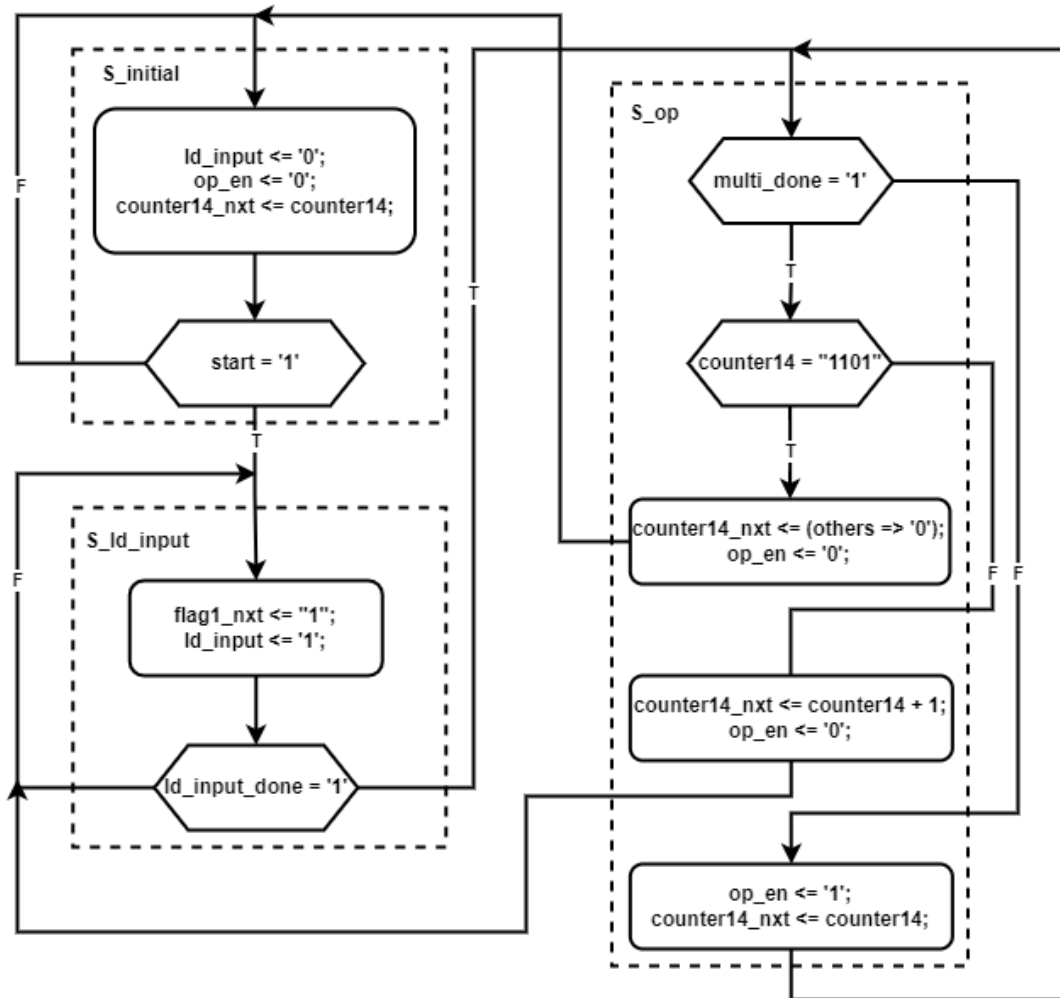 S_initial
ld_input <= '0';
op_en <= '0';
counter14_nxt <= counter14;
F
start = '1'
T
S_ld_input
flag1_nxt <= "1";
ld_input <= '1';
F
ld_input_done = '1'
T
S_op
multi_done = '1'
T
counter14 = "1101"
T
counter14_nxt <= (others => '0');
op_en <= '0';
F
F
counter14_nxt <= counter14 + 1;
op_en <= '0';
op_en <= '1';
counter14_nxt <= counter14;